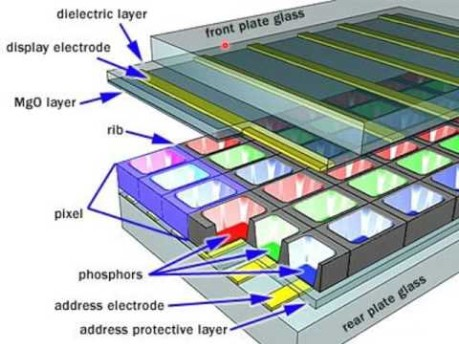 dielectric layer
front plate glass
display electrode
MgO layer
rib
pixel
phosphors
address electrode
address protective layer
rear plate glass